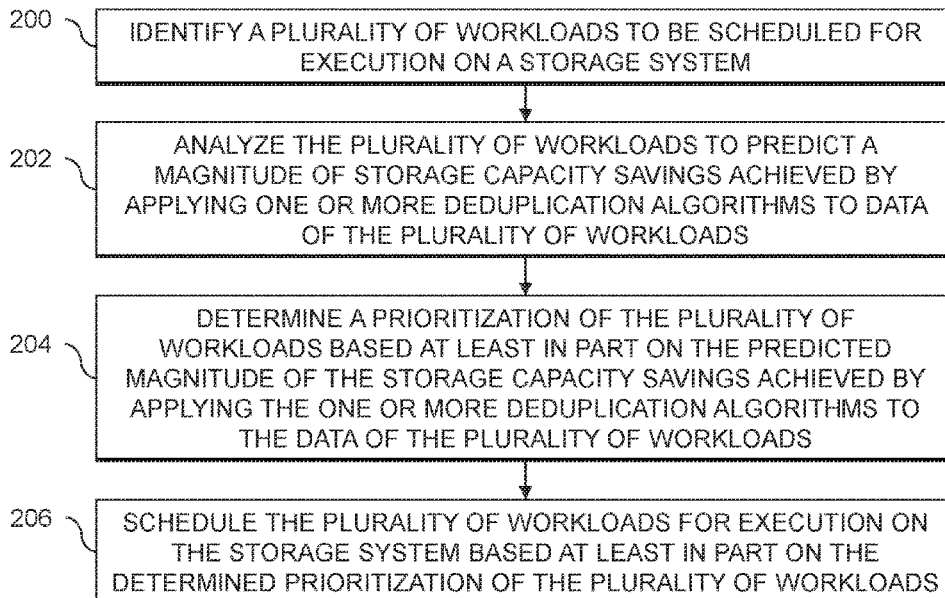 200
IDENTIFY A PLURALITY OF WORKLOADS TO BE SCHEDULED FOR
EXECUTION ON A STORAGE SYSTEM
202
ANALYZE THE PLURALITY OF WORKLOADS TO PREDICT A
MAGNITUDE OF STORAGE CAPACITY SAVINGS ACHIEVED BY
APPLYING ONE OR MORE DEDUPLICATION ALGORITHMS TO DATA
OF THE PLURALITY OF WORKLOADS
204
DETERMINE A PRIORITIZATION OF THE PLURALITY OF
WORKLOADS BASED AT LEAST IN PART ON THE PREDICTED
MAGNITUDE OF THE STORAGE CAPACITY SAVINGS ACHIEVED BY
APPLYING THE ONE OR MORE DEDUPLICATION ALGORITHMS TO
THE DATA OF THE PLURALITY OF WORKLOADS
206
SCHEDULE THE PLURALITY OF WORKLOADS FOR EXECUTION ON
THE STORAGE SYSTEM BASED AT LEAST IN PART ON THE
DETERMINED PRIORITIZATION OF THE PLURALITY OF WORKLOADS